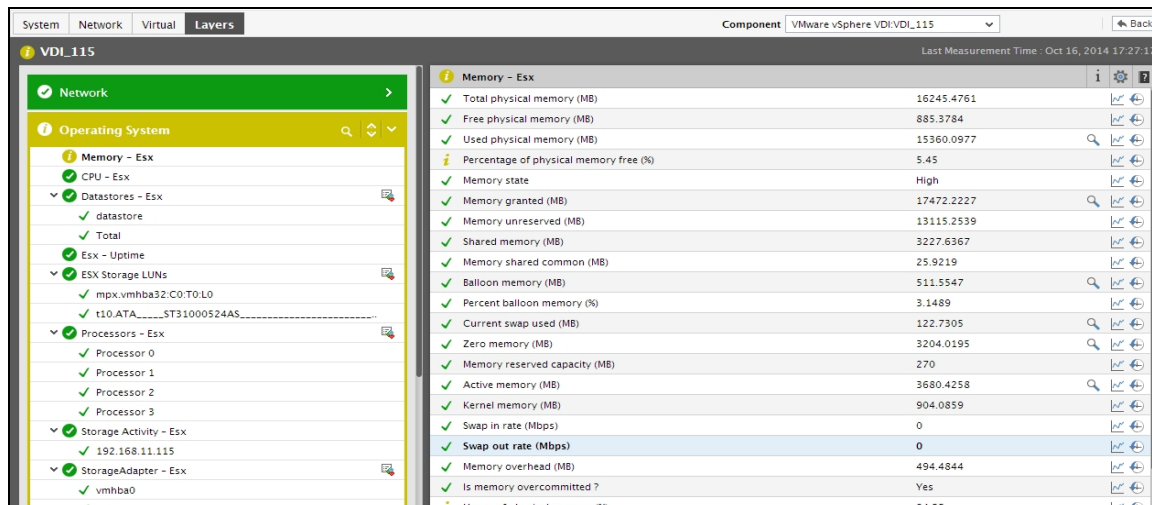 System Network Virtual Layers Component VMware vSphere VDI:VDI_115 Back
VDI_115 Last Measurement Time : Oct 16, 2014 17:27:17
Network
Operating System
Memory - Esx
CPU - Esx
Datastores - Esx
datastore
Total
Esx - Uptime
ESX Storage LUNs
mpx.vmhba32:C0:T0:L0
t10.ATA_____ST31000524AS________________________..
Processors - Esx
Processor 0
Processor 1
Processor 2
Processor 3
Storage Activity - Esx
192.168.11.115
StorageAdapter - Esx
vmhba0
Memory - Esx
Total physical memory (MB) 16245.4761
Free physical memory (MB) 885.3784
Used physical memory (MB) 15360.0977
Percentage of physical memory free (%) 5.45
Memory state High
Memory granted (MB) 17472.2227
Memory unreserved (MB) 13115.2539
Shared memory (MB) 3227.6367
Memory shared common (MB) 25.9219
Balloon memory (MB) 511.5547
Percent balloon memory (%) 3.1489
Current swap used (MB) 122.7305
Zero memory (MB) 3204.0195
Memory reserved capacity (MB) 270
Active memory (MB) 3680.4258
Kernel memory (MB) 904.0859
Swap in rate (Mbps) 0
Swap out rate (Mbps) 0
Memory overhead (MB) 494.4844
Is memory overcommitted ? Yes